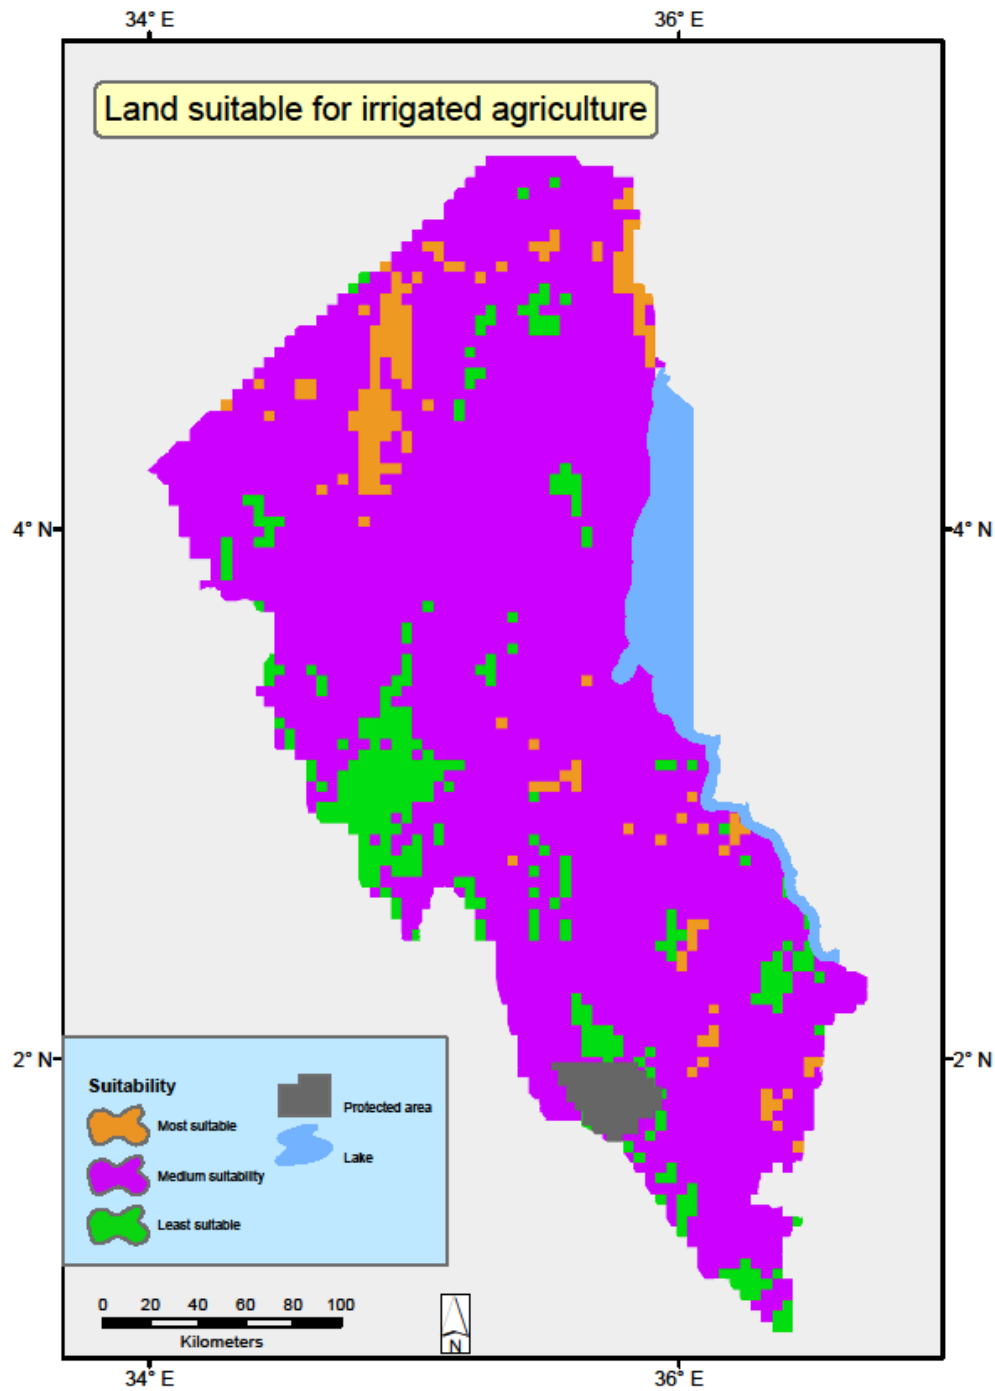 34° E 36° E
Land suitable for irrigated agriculture
4° N 4° N
2° N 2° N
Suitability
Most suitable
Medium suitability
Least suitable
Protected area
Lake
0 20 40 60 80 100
Kilometers
N
34° E 36° E